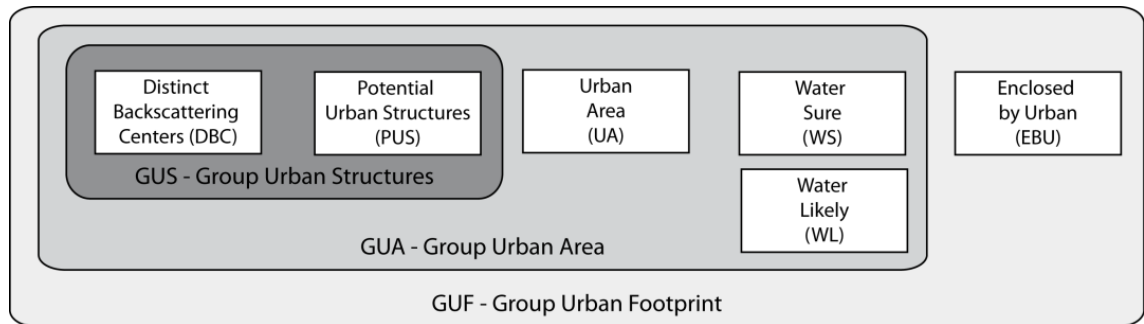 Distinct
Backscattering
Centers (DBC)
Potential
Urban Structures
(PUS)
Urban
Area
(UA)
Water
Sure
(WS)
Enclosed
by Urban
(EBU)
GUS - Group Urban Structures
Water
Likely
(WL)
GUA - Group Urban Area
GUF - Group Urban Footprint